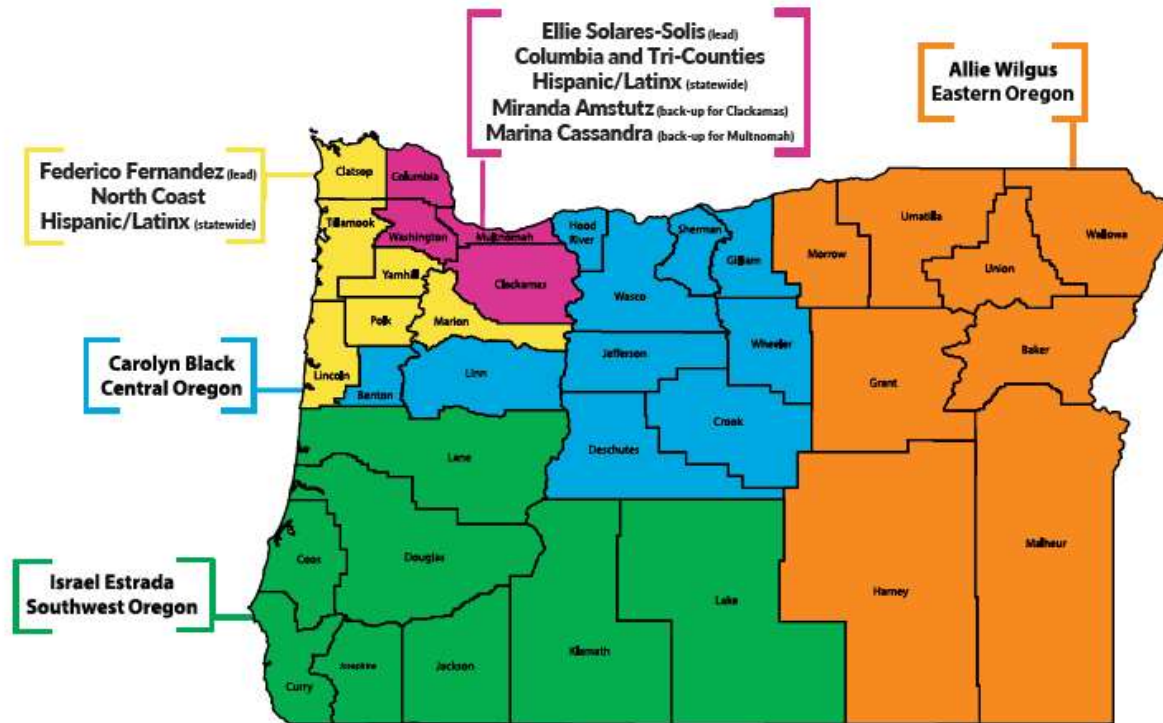 Ellie Solares-Solis (lead)
Columbia and Tri-Counties
Hispanic/Latinx (statewide)
Miranda Amstutz (back-up for Clackamas)
Marina Cassandra (back-up for Multnomah)
Allie Wilgus
Eastern Oregon
Federico Fernandez (lead)
North Coast
Hispanic/Latinx (statewide)
Carolyn Black
Central Oregon
Israel Estrada
Southwest Oregon
Clatsop
Columbia
Tillamook
Washington
Multnomah
Hood
River
Sherman
Gilliam
Morrow
Umatilla
Union
Wallowa
Yamhill
Clackamas
Wasco
Polk
Marion
Jefferson
Wheeler
Grant
Baker
Lincoln
Benton
Linn
Crook
Deschutes
Lane
Coos
Douglas
Lake
Harney
Malheur
Curry
Josephine
Jackson
Klamath